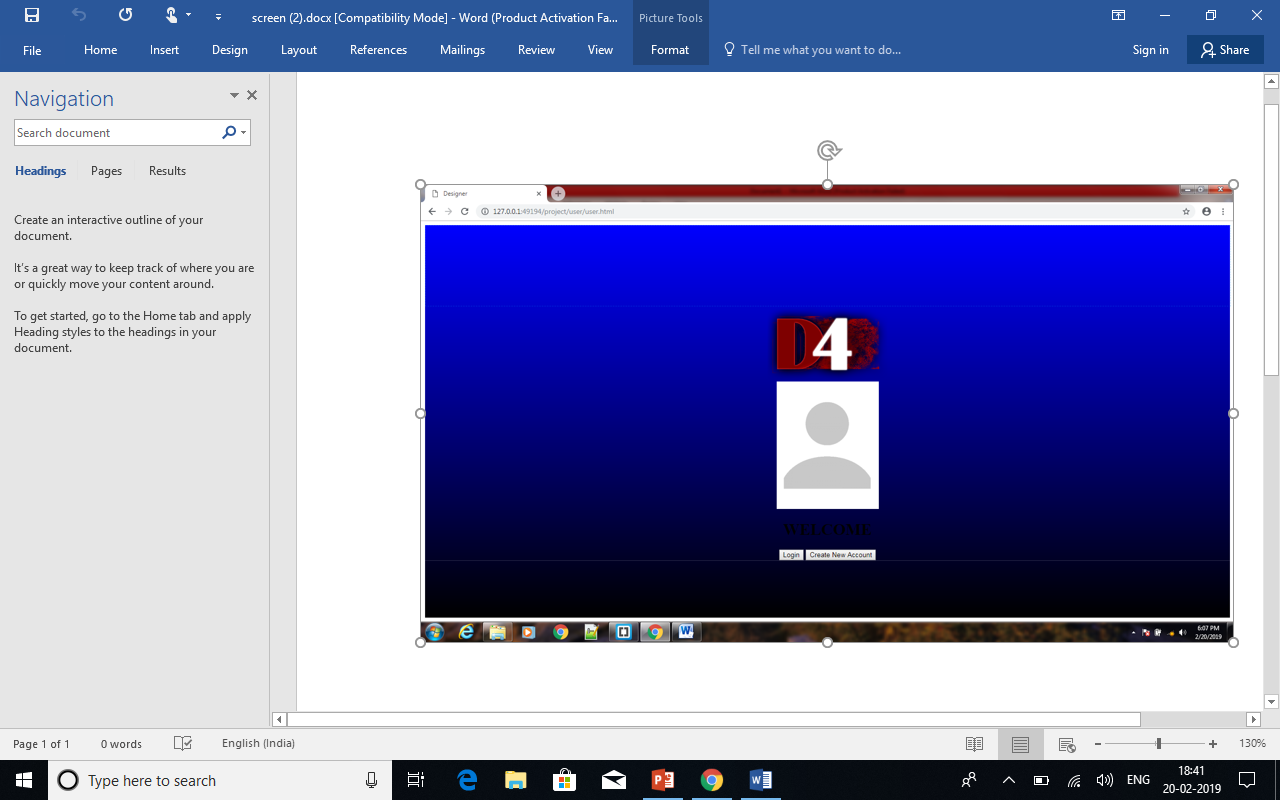 screen (2).docx [Compatibility Mode] - Word (Product Activation Fa...
Picture Tools
File
Home
Insert
Design
Layout
References
Mailings
Review
View
Format
Tell me what you want to do...
Sign in
Share
Navigation
Search document
Headings
Pages
Results
Create an interactive outline of your
document.
It's a great way to keep track of where you are
or quickly move your content around.
To get started, go to the Home tab and apply
Heading styles to the headings in your
document.
Designer
127.0.0.1:49194/project/user/user.html
D4
WELCOME
Login
Create New Account
6:07 PM
2/20/2019
Page 1 of 1
0 words
English (India)
130%
Type here to search
ENG
18:41
20-02-2019